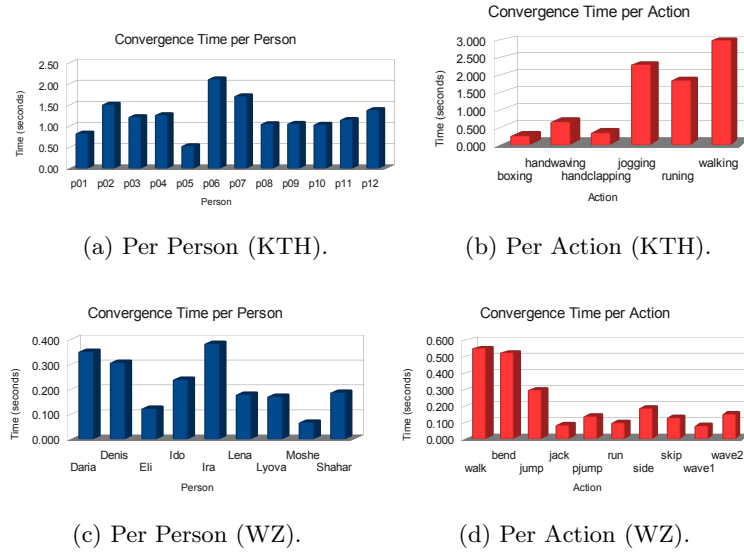 Convergence Time per Person
Time (seconds)
2.50
2.00
1.50
1.00
0.50
0.00
p01 p02 p03 p04 p05 p06 p07 p08 p09 p10 p11 p12
Person
(a) Per Person (KTH).
Convergence Time per Action
Time (seconds)
3.000
2.500
2.000
1.500
1.000
0.500
0.000
handwaving jogging walking
boxing handclapping runing
Action
(b) Per Action (KTH).
Convergence Time per Person
Time (seconds)
0.400
0.300
0.200
0.100
0.000
Denis Ido Lena Moshe
Daria Eli Ira Lyova Shahar
Person
(c) Per Person (WZ).
Convergence Time per Action
Time (seconds)
0.600
0.500
0.400
0.300
0.200
0.100
0.000
bend jack run skip wave2
walk jump pjump side wave1
Action
(d) Per Action (WZ).